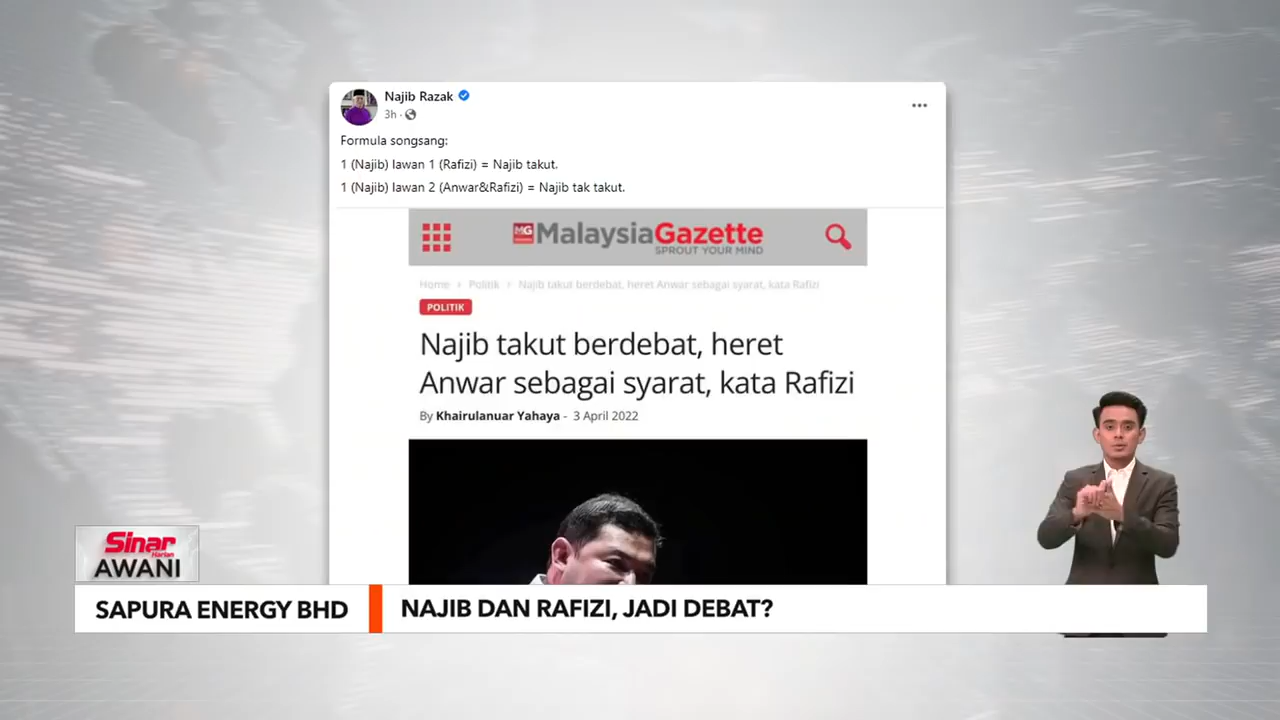 Najib Razak
3h ·
Formula songsang:
1 (Najib) lawan 1 (Rafizi) = Najib takut.
1 (Najib) lawan 2 (Anwar&Rafizi) = Najib tak takut.
MG MalaysiaGazette
SPROUT YOUR MIND
Home > Politik > Najib takut berdebat, heret Anwar sebagai syarat, kata Rafizi
POLITIK
Najib takut berdebat, heret
Anwar sebagai syarat, kata Rafizi
By Khairulanuar Yahaya - 3 April 2022
Sinar
Harian
AWANI
SAPURA ENERGY BHD
NAJIB DAN RAFIZI, JADI DEBAT?